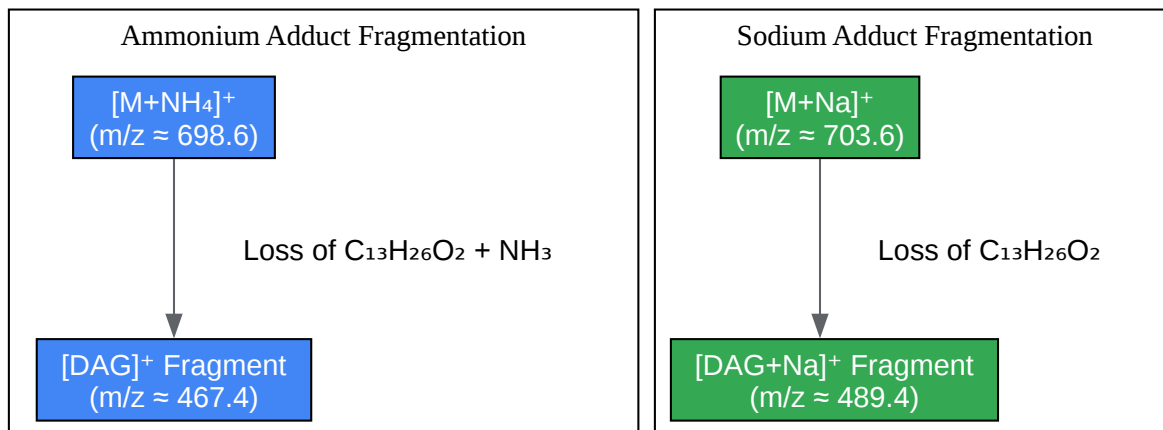 Ammonium Adduct Fragmentation
[M+NH₄]⁺
(m/z ≈ 698.6)
Loss of C₁₃H₂₆O₂ + NH₃
[DAG]⁺ Fragment
(m/z ≈ 467.4)
Sodium Adduct Fragmentation
[M+Na]⁺
(m/z ≈ 703.6)
Loss of C₁₃H₂₆O₂
[DAG+Na]⁺ Fragment
(m/z ≈ 489.4)